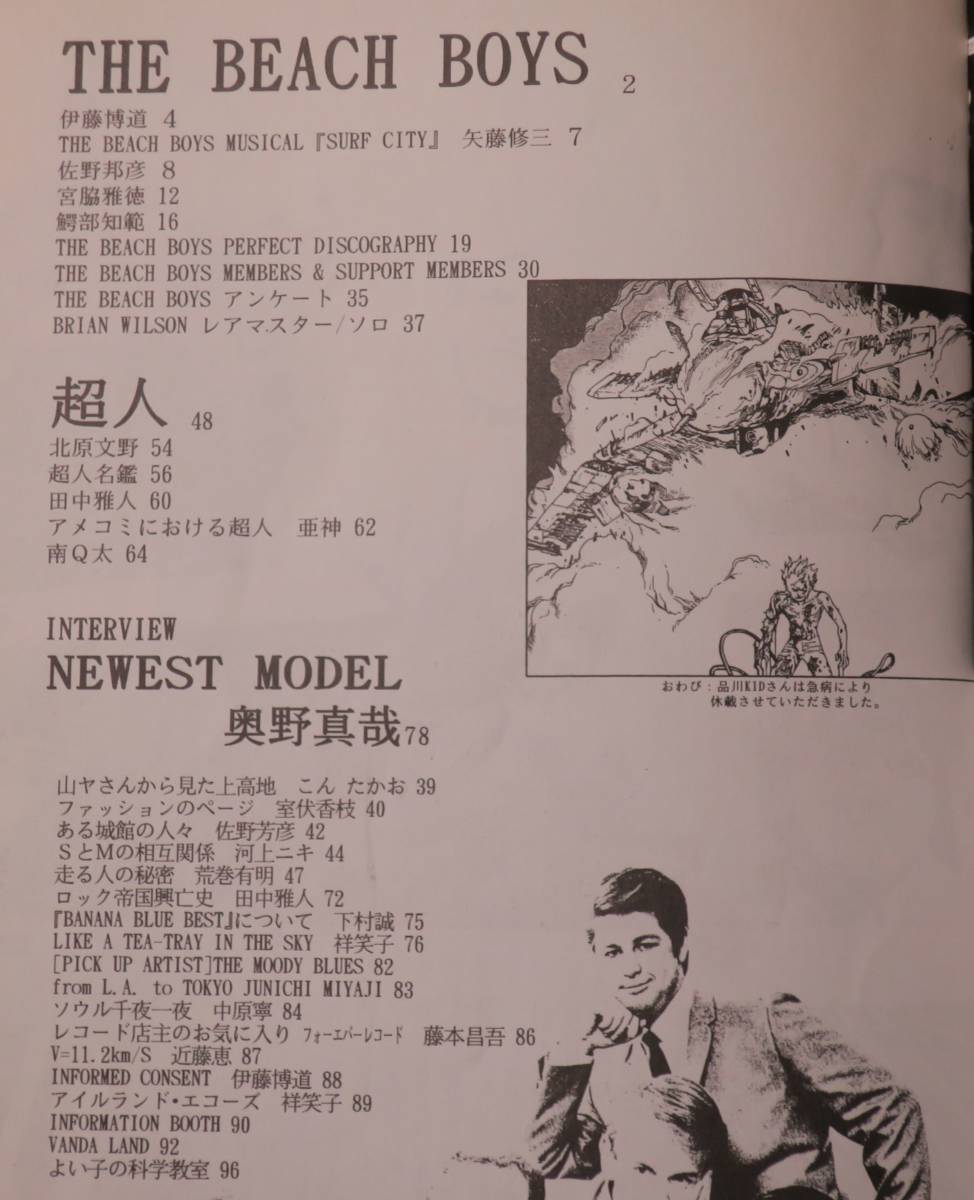 THE BEACH BOYS 2
伊藤博道 4
THE BEACH BOYS MUSICAL『SURF CITY』 矢藤修三 7
佐野邦彦 8
宮脇雅徳 12
鰐部知範 16
THE BEACH BOYS PERFECT DISCOGRAPHY 19
THE BEACH BOYS MEMBERS & SUPPORT MEMBERS 30
THE BEACH BOYS アンケート 35
BRIAN WILSON レアマスター/ソロ 37
超人 48
北原文野 54
超人名鑑 56
田中雅人 60
アメコミにおける超人 亜神 62
南Q太 64
おわび:品川KIDさんは急病により
休載させていただきました。
INTERVIEW
NEWEST MODEL
奥野真哉78
山ヤさんから見た上高地 こん たかお 39
ファッションのページ 室伏香枝 40
ある城館の人々 佐野芳彦 42
SとMの相互関係 河上ニキ 44
走る人の秘密 荒巻有明 47
ロック帝国興亡史 田中雅人 72
『BANANA BLUE BEST』について 下村誠 75
LIKE A TEA-TRAY IN THE SKY 祥笑子 76
[PICK UP ARTIST]THE MOODY BLUES 82
from L.A. to TOKYO JUNICHI MIYAJI 83
ソウル千夜一夜 中原寧 84
レコード店主のお気に入り フォーエバーレコード 藤本昌吾 86
V=11.2km/S 近藤恵 87
INFORMED CONSENT 伊藤博道 88
アイルランド・エコーズ 祥笑子 89
INFORMATION BOOTH 90
VANDA LAND 92
よい子の科学教室 96